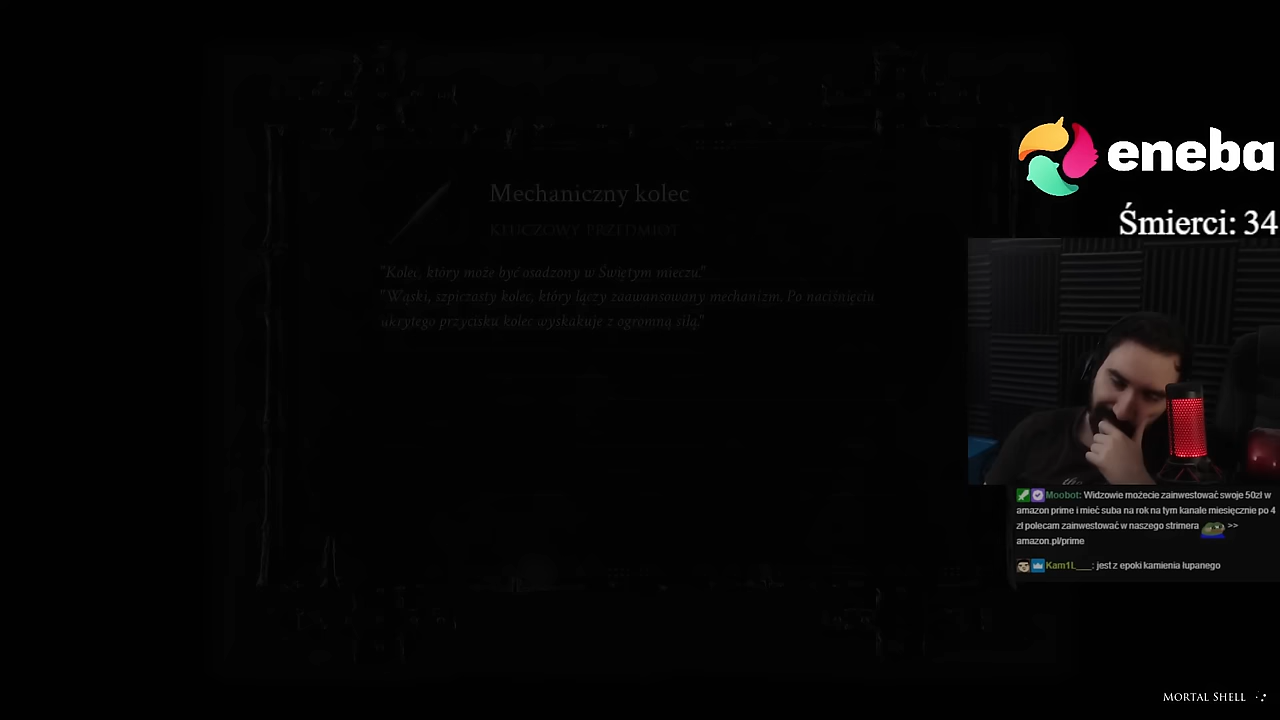 eneba
Śmierci: 34
Mechaniczny kolec
KLUCZOWY PRZEDMIOT
"Kolec, który może być osadzony w Świętym mieczu."
"Wąski, szpiczasty kolec, który łączy zaawansowany mechanizm. Po naciśnięciu
ukrytego przycisku kolec wyskakuje z ogromną siłą."
Moobot: Widzowie możecie zainwestować swoje 50zł w
amazon prime i mieć suba na rok na tym kanale miesięcznie po 4
zł polecam zainwestować w naszego strimera >>
amazon.pl/prime
Kam1L___: jest z epoki kamienia łupanego
MORTAL SHELL